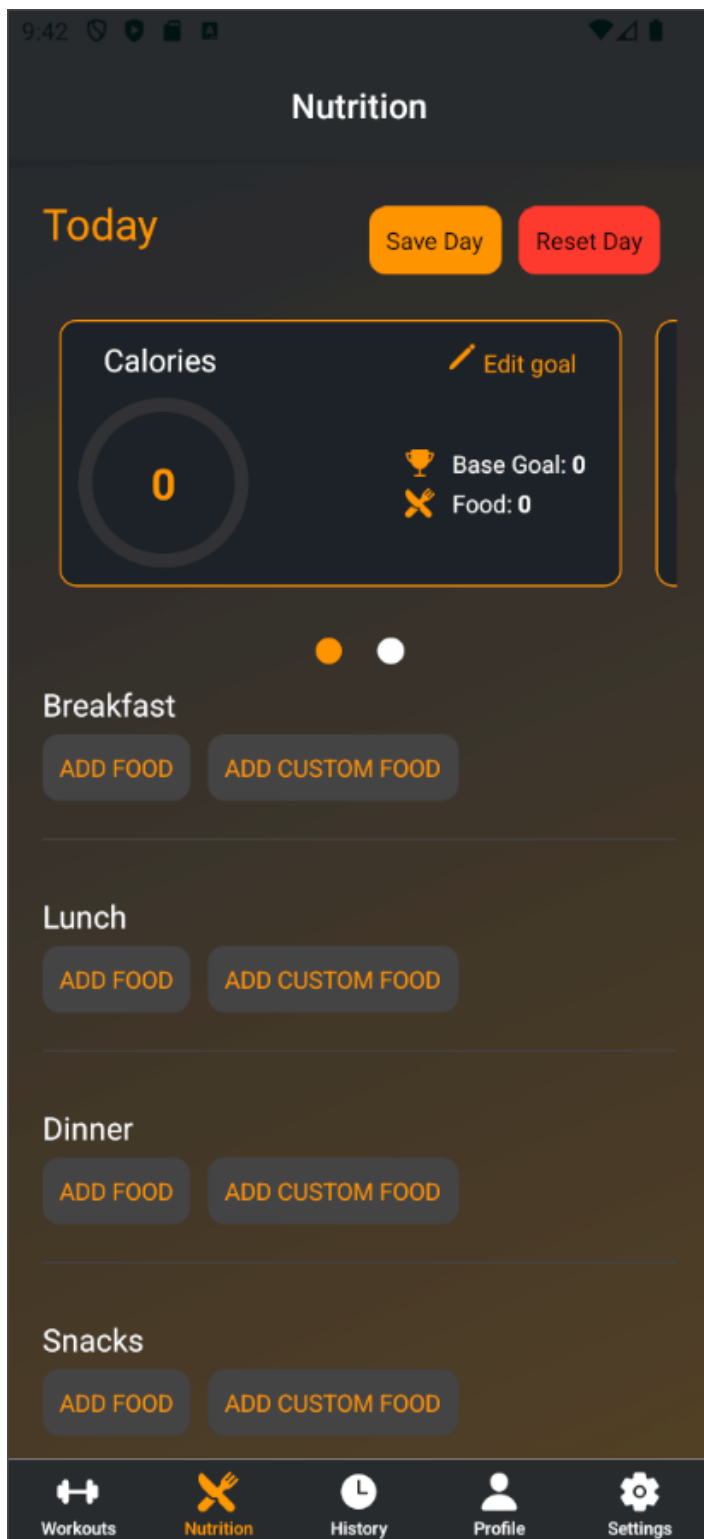 9:42
Nutrition
Today
Save Day
Reset Day
Calories
Edit goal
0
Base Goal: 0
Food: 0
Breakfast
ADD FOOD
ADD CUSTOM FOOD
Lunch
ADD FOOD
ADD CUSTOM FOOD
Dinner
ADD FOOD
ADD CUSTOM FOOD
Snacks
ADD FOOD
ADD CUSTOM FOOD
Workouts
Nutrition
History
Profile
Settings